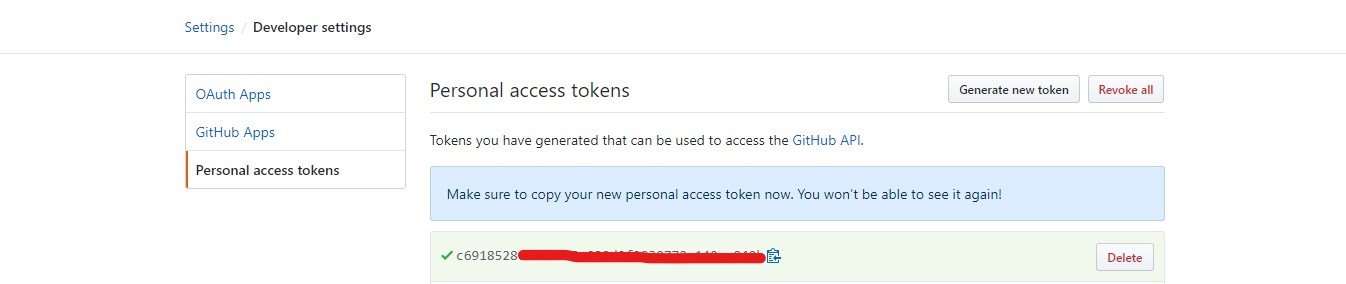 Settings / Developer settings
OAuth Apps
GitHub Apps
Personal access tokens
Personal access tokens
Generate new token
Revoke all
Tokens you have generated that can be used to access the GitHub API.
Make sure to copy your new personal access token now. You won't be able to see it again!
c6918528
Delete